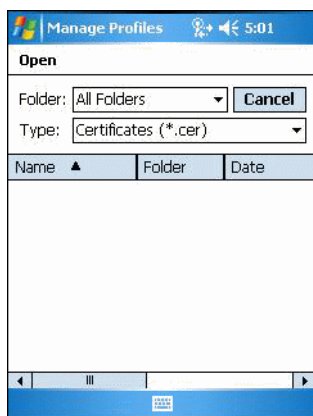 Manage Profiles 5:01
Open
Folder: All Folders Cancel
Type: Certificates (*.cer)
Name Folder Date